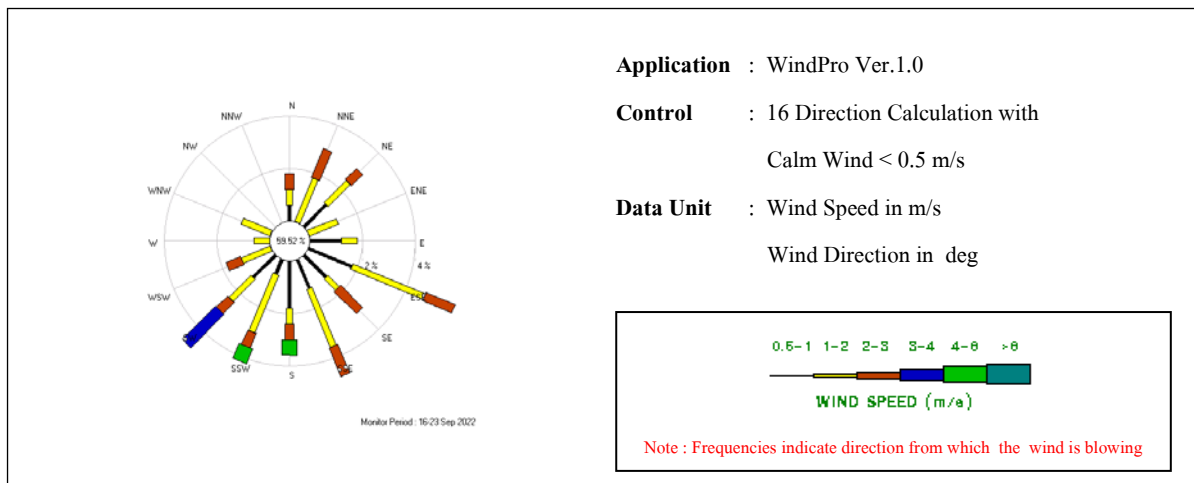 Application : WindPro Ver.1.0
Control : 16 Direction Calculation with
Calm Wind < 0.5 m/s
Data Unit : Wind Speed in m/s
Wind Direction in deg
N
NNW
NNE
NW
NE
WNW
ENE
59.52 %
W
E
2 %
4 %
WSW
ESE
SE
SSW
S
Monitor Period : 16-23 Sep 2022
0.5-1 1-2 2-3 3-4 4-8 >8
WIND SPEED (m/s)
Note : Frequencies indicate direction from which the wind is blowing